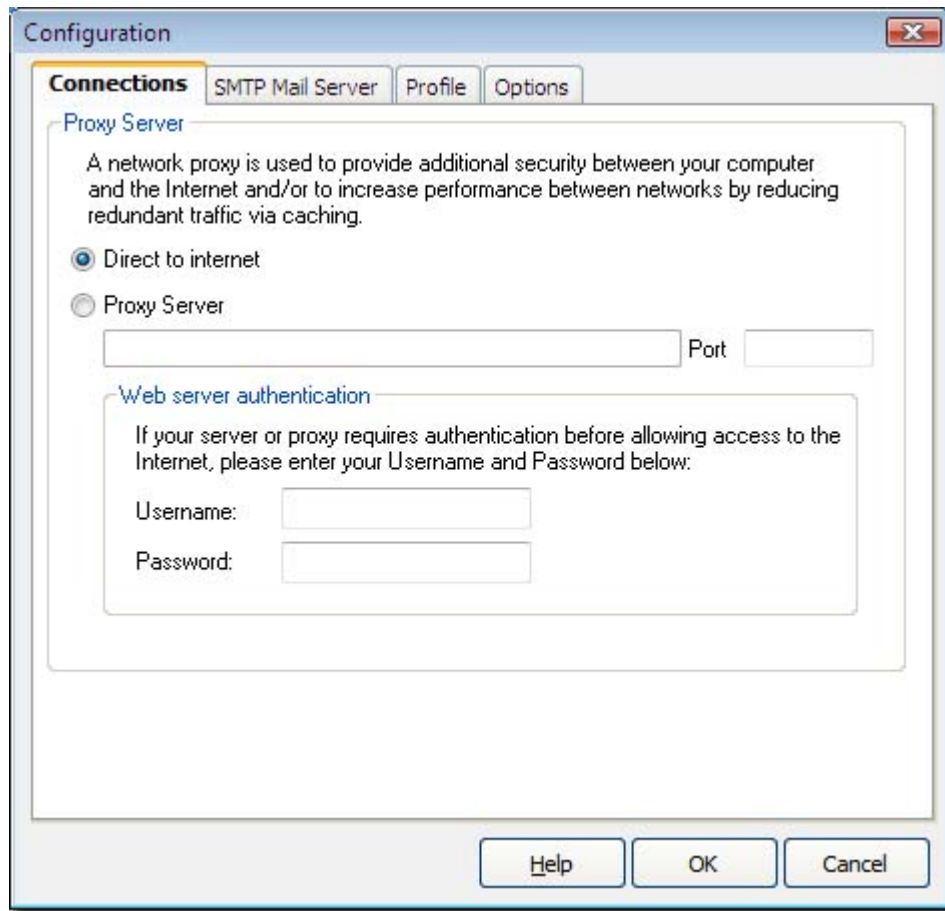 Configuration
Connections SMTP Mail Server Profile Options
Proxy Server
A network proxy is used to provide additional security between your computer
and the Internet and/or to increase performance between networks by reducing
redundant traffic via caching.
Direct to internet
Proxy Server
Port
Web server authentication
If your server or proxy requires authentication before allowing access to the
Internet, please enter your Username and Password below:
Username:
Password:
Help OK Cancel